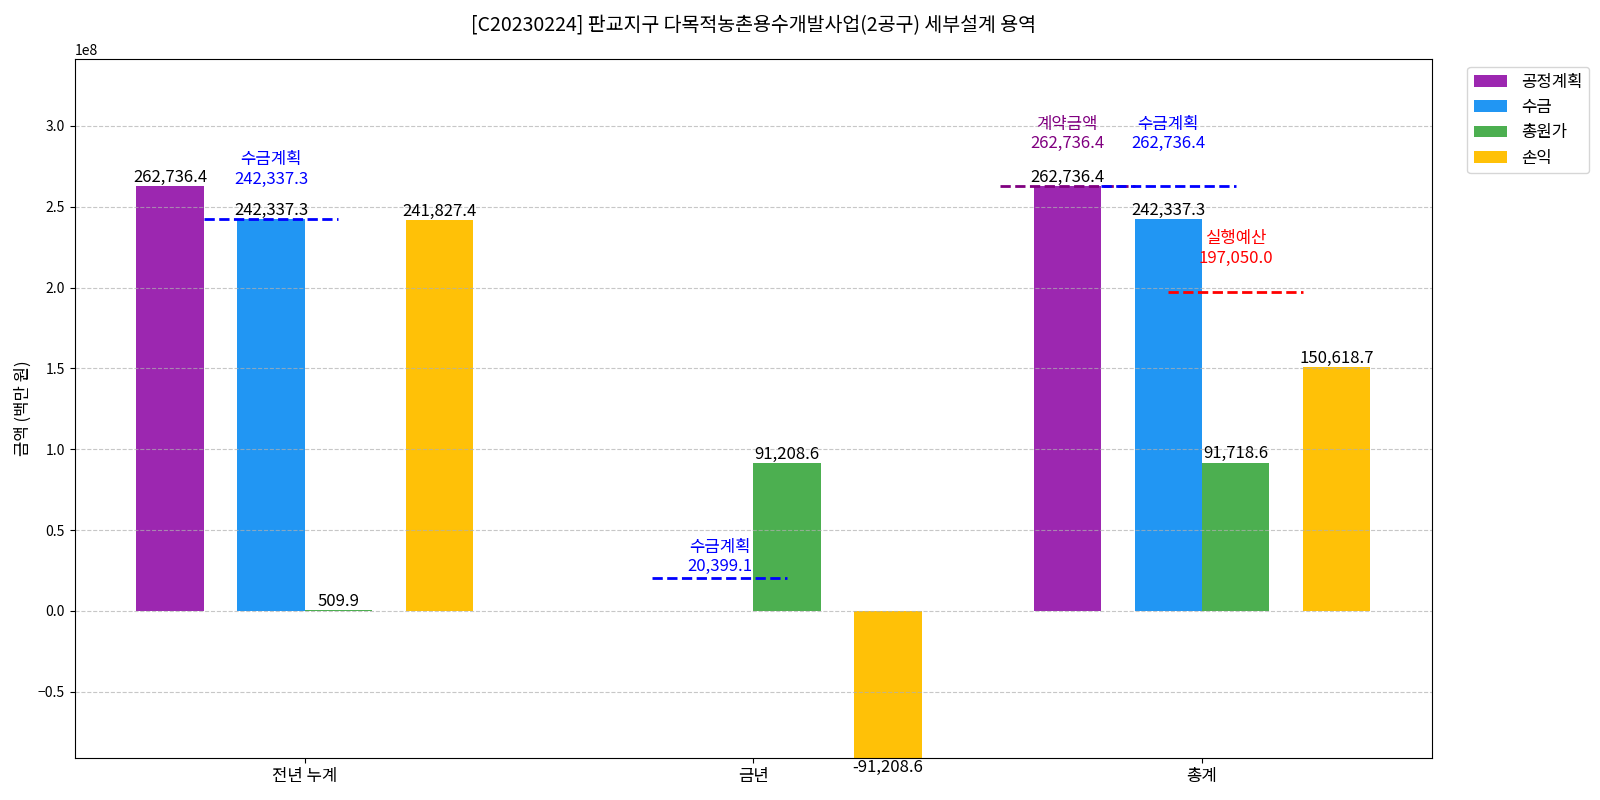 [C20230224] 판교지구 다목적농촌용수개발사업(2공구) 세부설계 용역
1e8
금액 (백만 원)
3.0
2.5
2.0
1.5
1.0
0.5
0.0
−0.5
262,736.4
수금계획
242,337.3
242,337.3
509.9
241,827.4
수금계획
20,399.1
91,208.6
-91,208.6
계약금액
262,736.4
262,736.4
수금계획
262,736.4
242,337.3
실행예산
197,050.0
91,718.6
150,618.7
전년 누계
금년
총계
공정계획
수금
총원가
손익